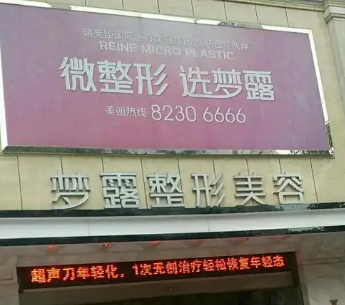 REINE MICRO PLASTIC
微整形 选梦露
美丽热线 8230 6666
梦露整形美容
超声刀年轻化,1次无创治疗轻松恢复年轻态